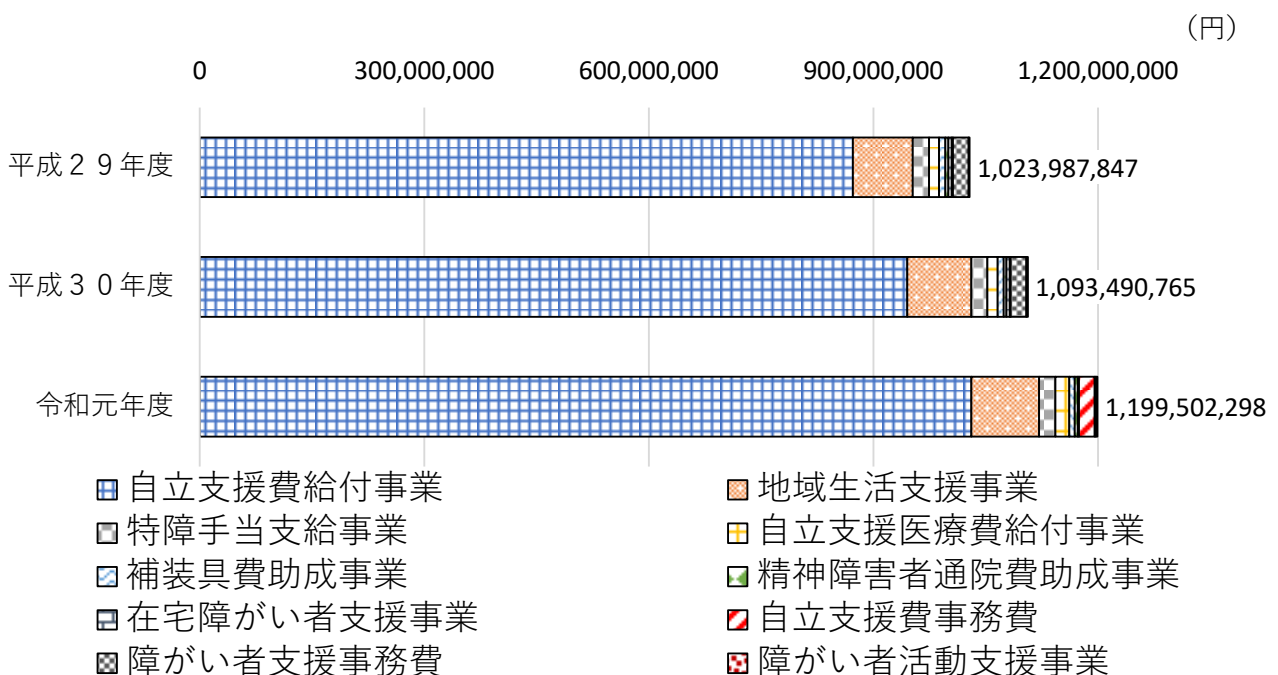 （円）
0 300,000,000 600,000,000 900,000,000 1,200,000,000
平成２９年度 1,023,987,847
平成３０年度 1,093,490,765
令和元年度 1,199,502,298
自立支援費給付事業 地域生活支援事業
特障手当支給事業 自立支援医療費給付事業
補装具費助成事業 精神障害者通院費助成事業
在宅障がい者支援事業 自立支援費事務費
障がい者支援事務費 障がい者活動支援事業